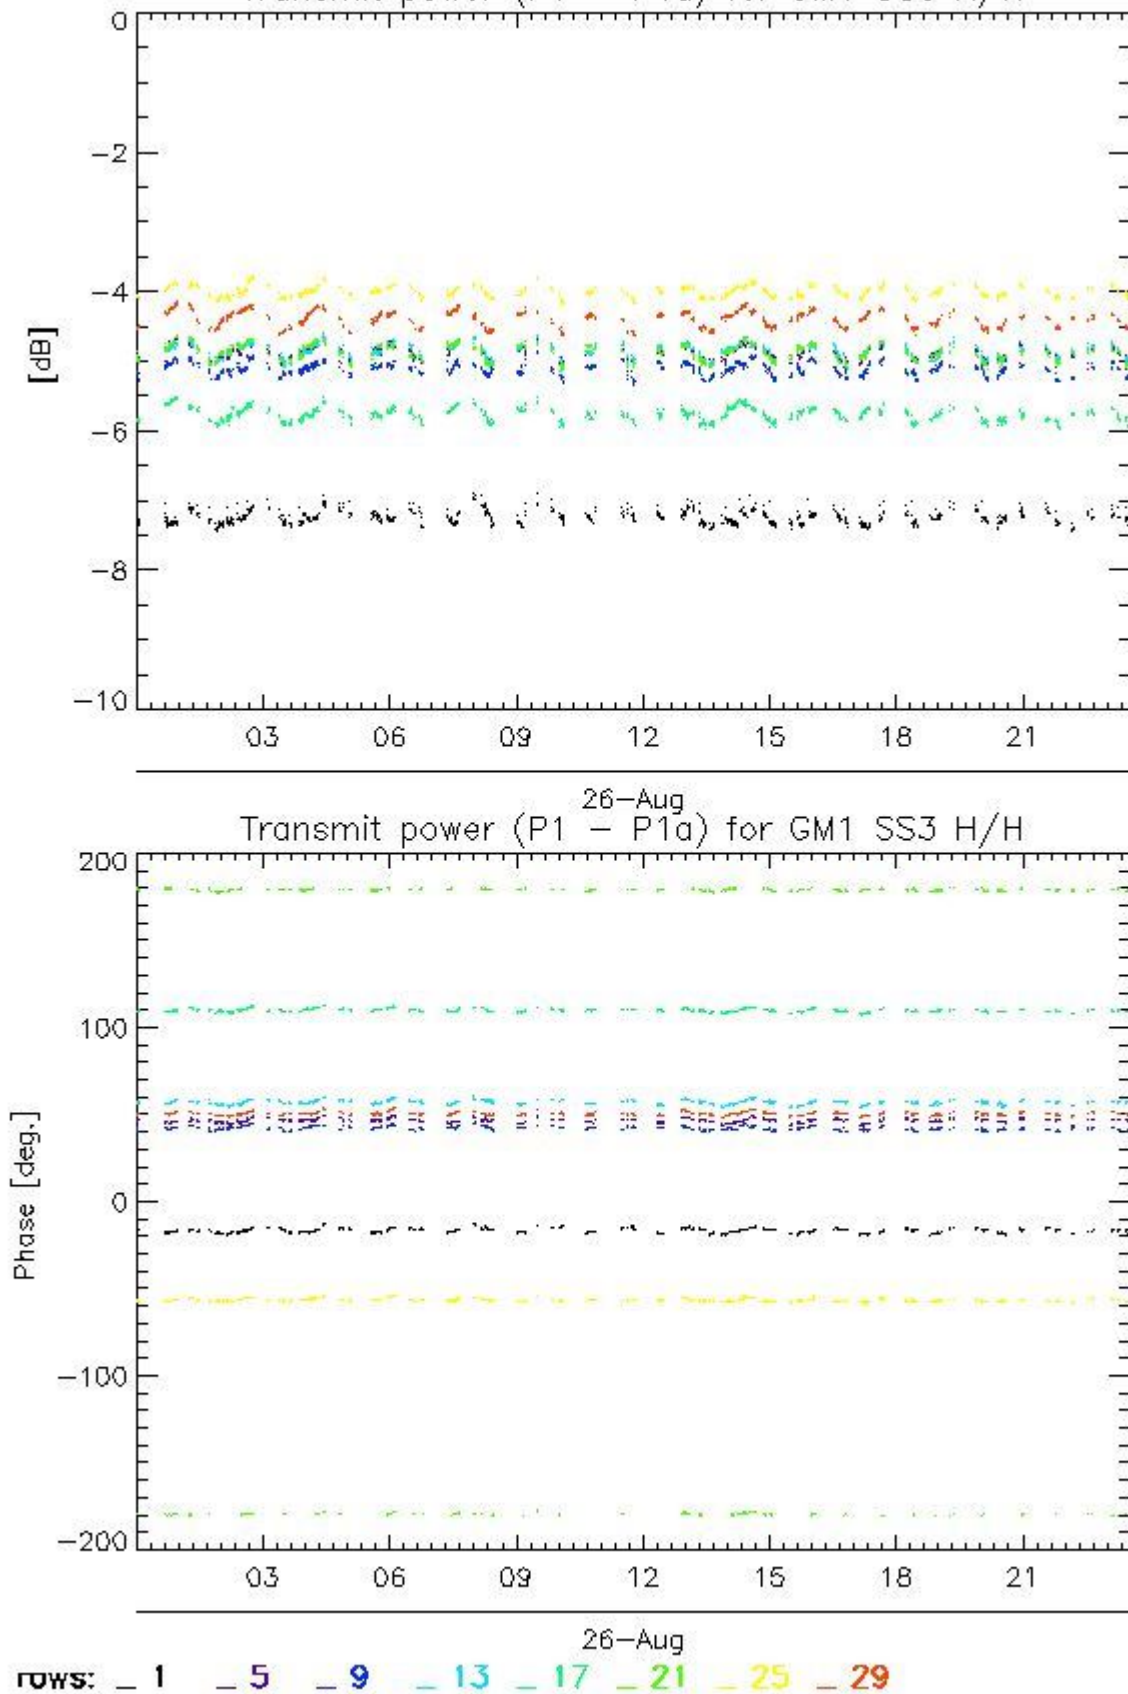 0
-2
-4
-6
-8
-10
[dB]
03 06 09 12 15 18 21
26-Aug
Transmit power (P1 - P1a) for GM1 SS3 H/H
200
100
0
-100
-200
Phase [deg.]
03 06 09 12 15 18 21
26-Aug
rows: _ 1 _ 5 _ 9 _ 13 _ 17 _ 21 _ 25 _ 29